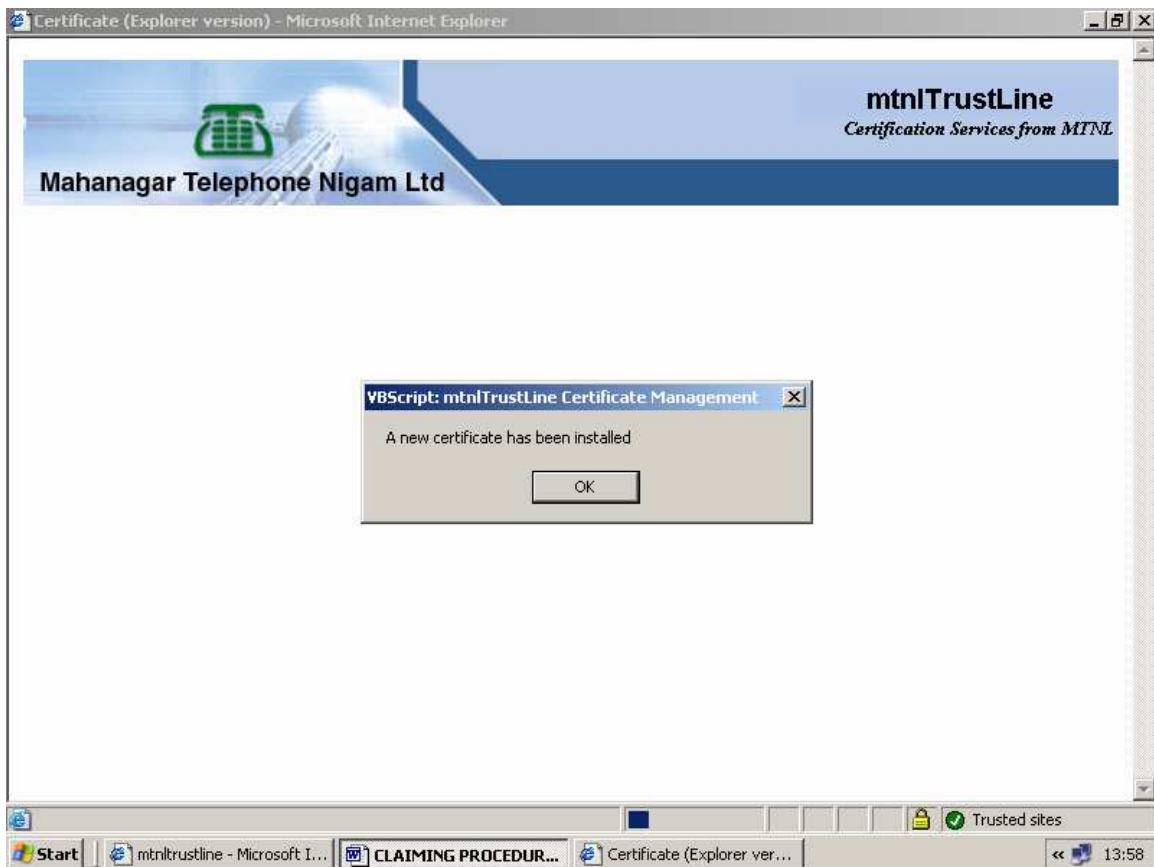 Certificate (Explorer version) - Microsoft Internet Explorer
mtnlTrustLine
Certification Services from MTNL
Mahanagar Telephone Nigam Ltd
VBScript: mtnlTrustLine Certificate Management
A new certificate has been installed
OK
Trusted sites
Start
mtnltrustline - Microsoft I...
CLAIMING PROCEDUR...
Certificate (Explorer ver...
« 13:58